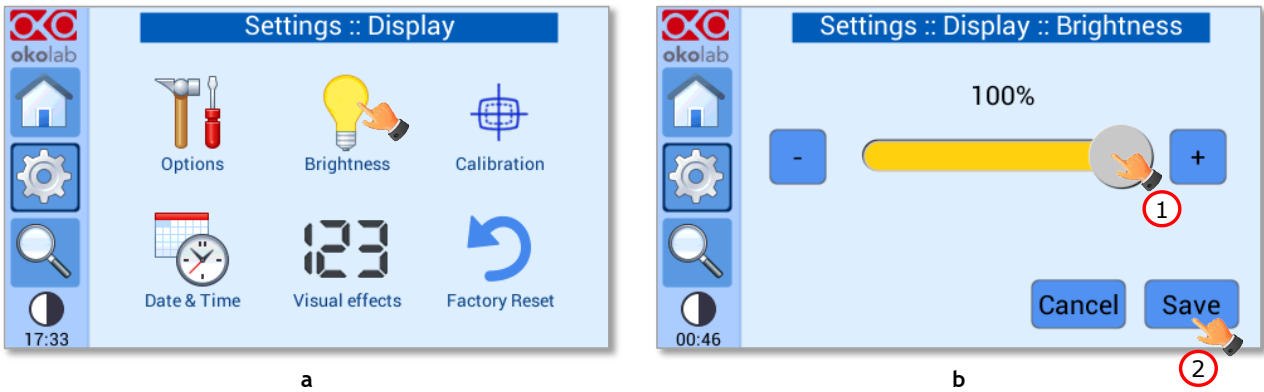 Settings :: Display
okolab
Options
Brightness
Calibration
123
Date & Time
Visual effects
Factory Reset
17:33
a
Settings :: Display :: Brightness
okolab
100%
-
+
1
Cancel
Save
00:46
2
b